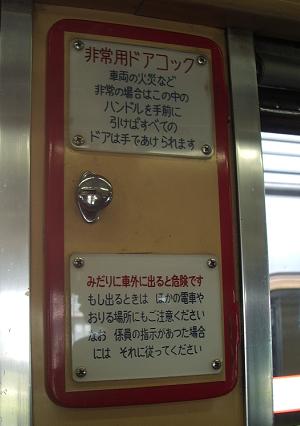 非常用ドアコック
車両の火災など
非常の場合はこの中の
ハンドルを手前に
引けばすべての
ドアは手であけられます
みだりに車外に出ると危険です
もし出るときは ほかの電車や
おりる場所にもご注意ください
なお 係員の指示があつた場合
には それに従ってください